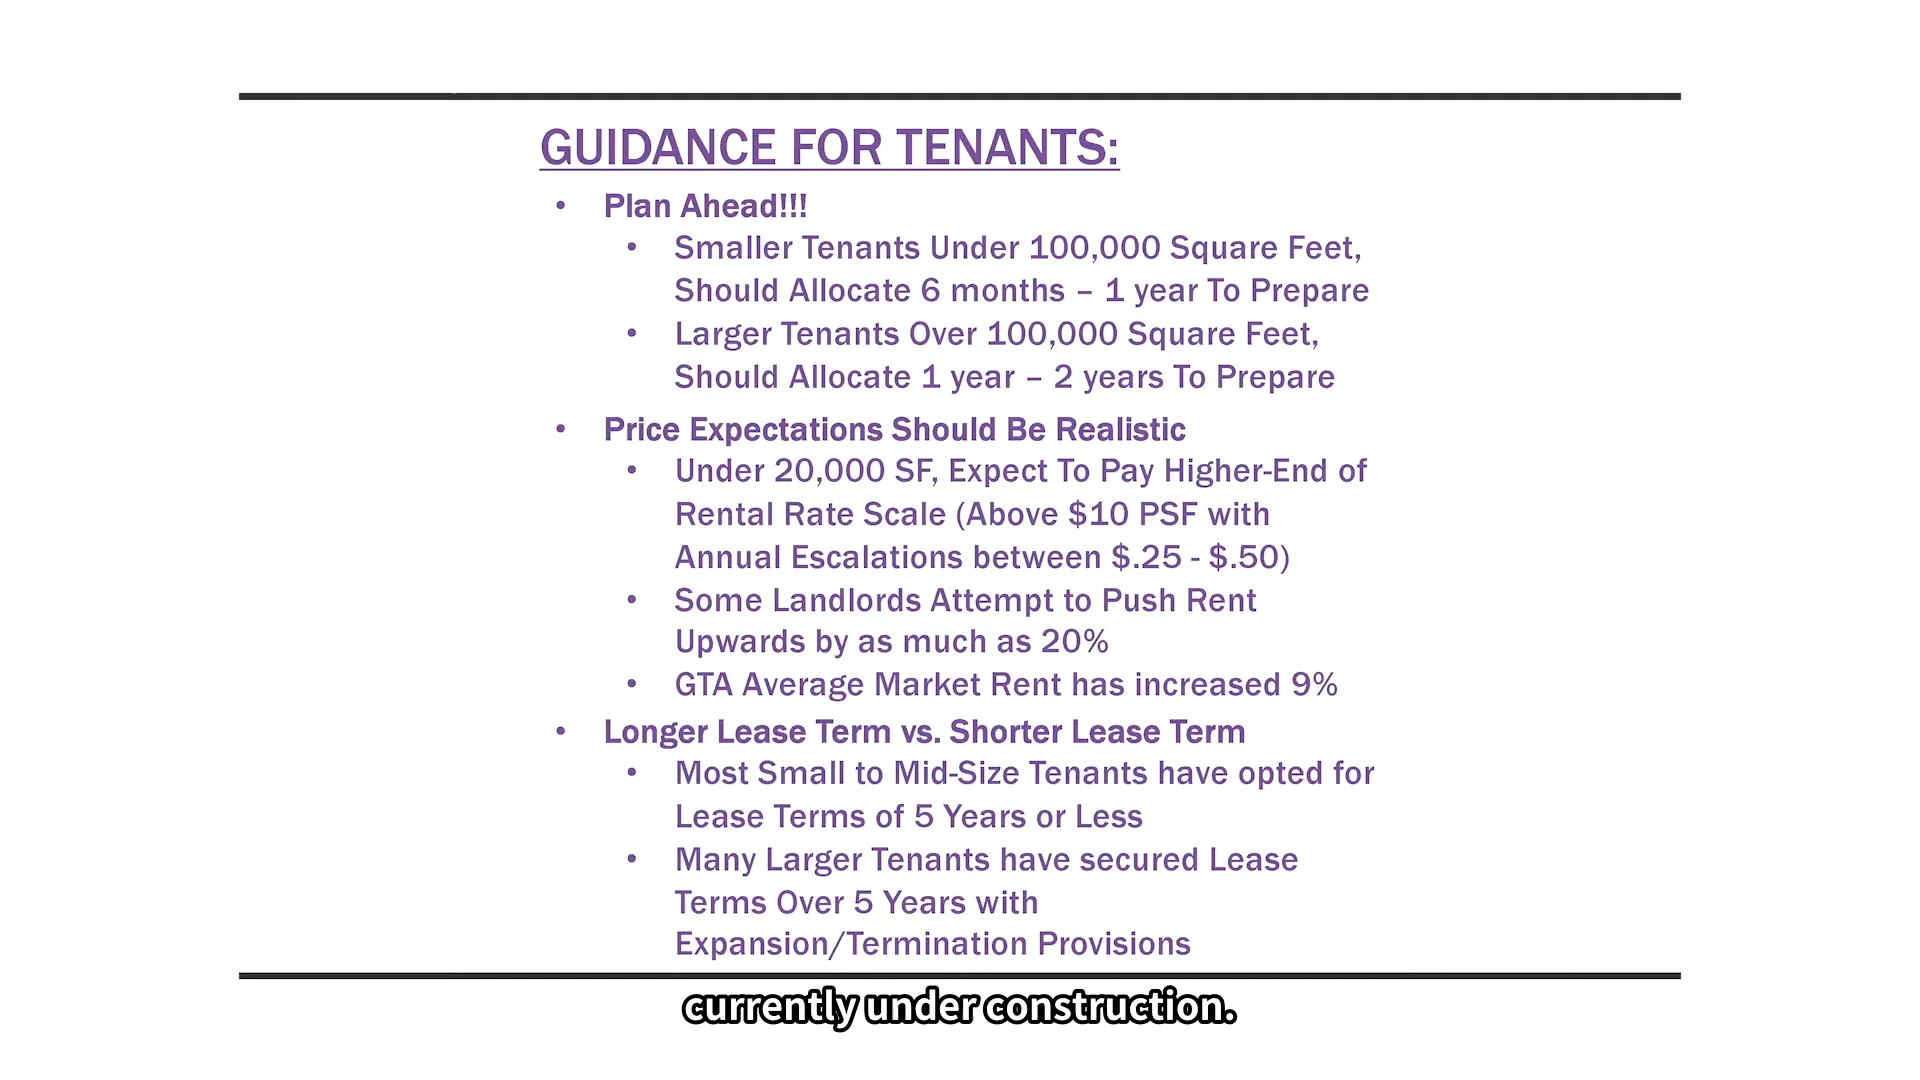 GUIDANCE FOR TENANTS:
• Plan Ahead!!!
• Smaller Tenants Under 100,000 Square Feet,
Should Allocate 6 months – 1 year To Prepare
• Larger Tenants Over 100,000 Square Feet,
Should Allocate 1 year – 2 years To Prepare
• Price Expectations Should Be Realistic
• Under 20,000 SF, Expect To Pay Higher-End of
Rental Rate Scale (Above $10 PSF with
Annual Escalations between $.25 - $.50)
• Some Landlords Attempt to Push Rent
Upwards by as much as 20%
• GTA Average Market Rent has increased 9%
• Longer Lease Term vs. Shorter Lease Term
• Most Small to Mid-Size Tenants have opted for
Lease Terms of 5 Years or Less
• Many Larger Tenants have secured Lease
Terms Over 5 Years with
Expansion/Termination Provisions
currently under construction.